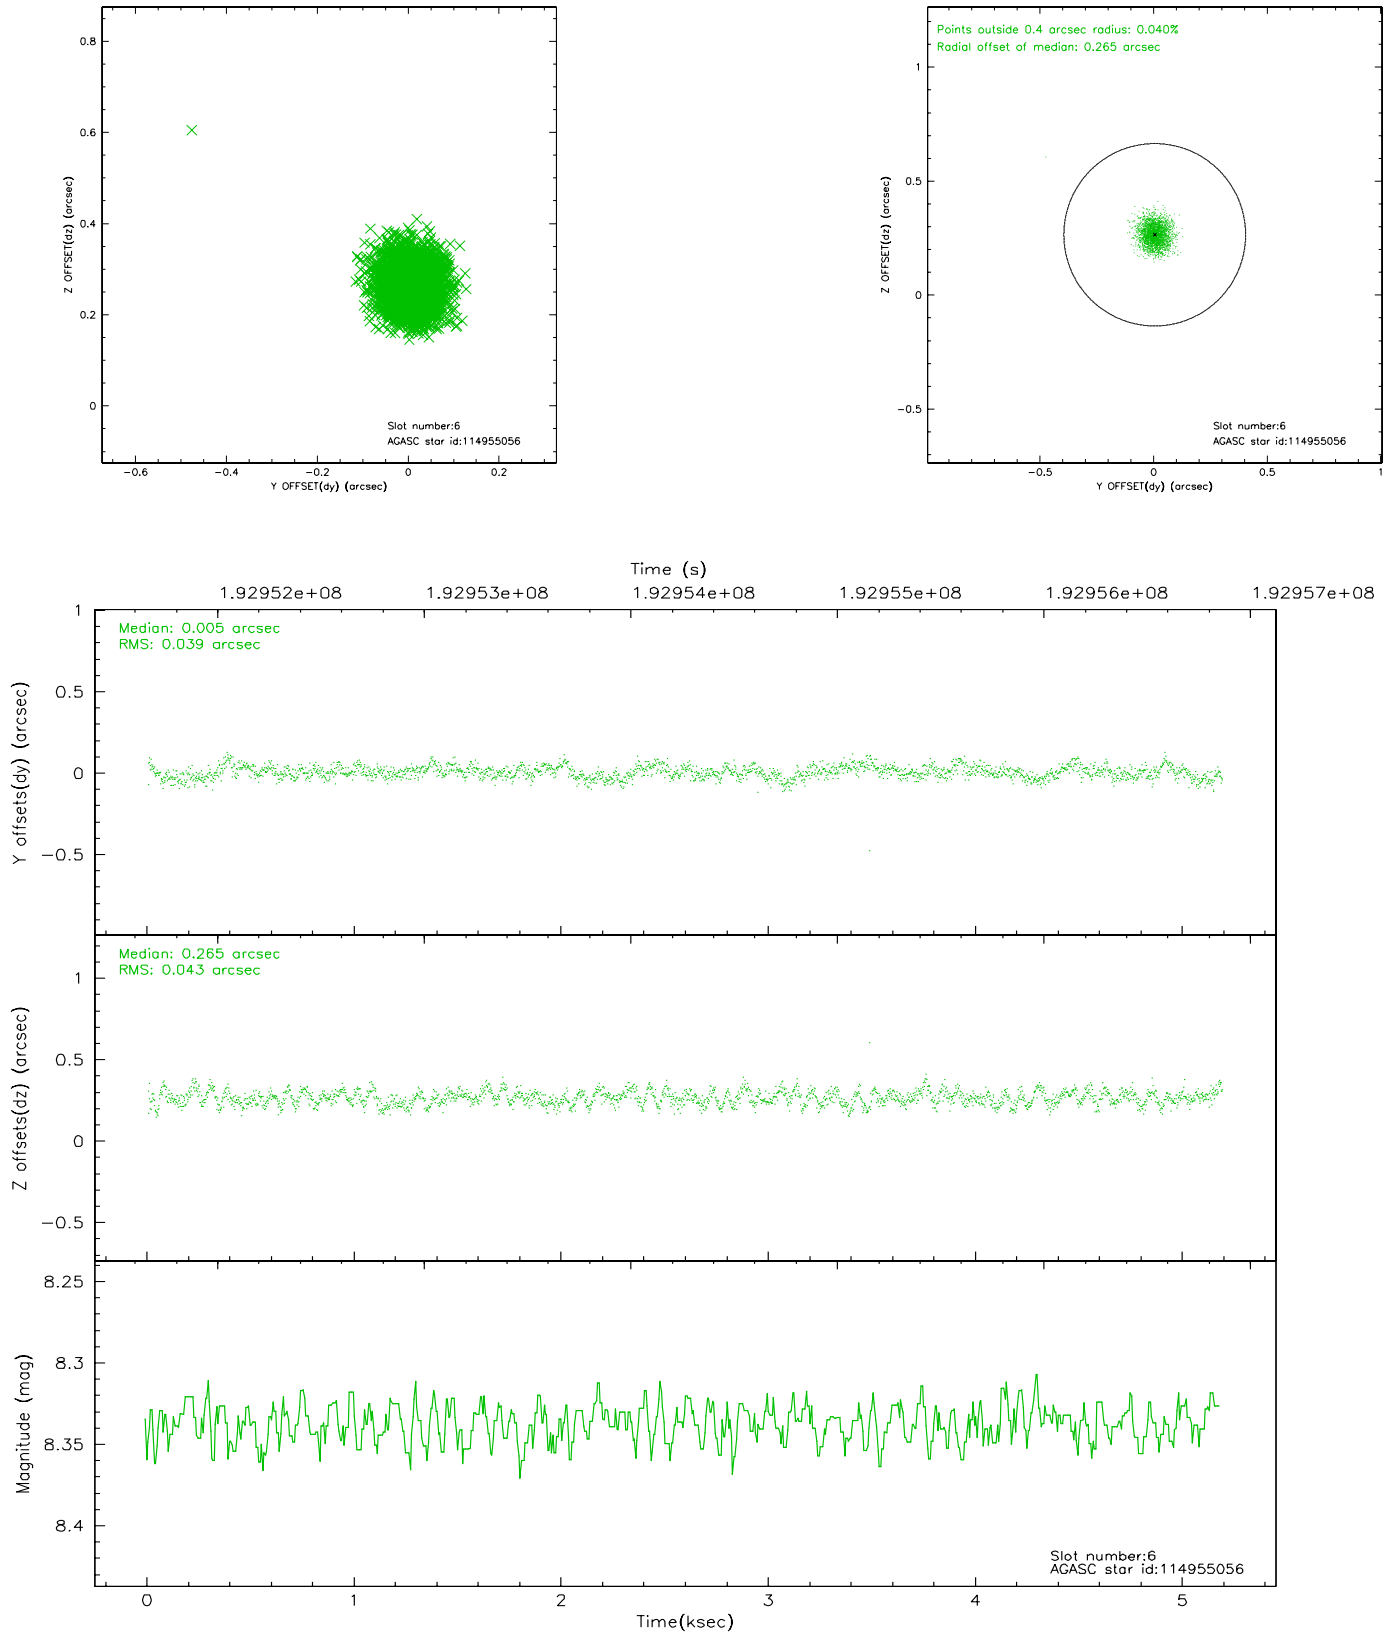 0.8
0.6
0.4
0.2
0
Z OFFSET(dz) (arcsec)
−0.6 −0.4 −0.2 0 0.2
Y OFFSET(dy) (arcsec)
Slot number:6
AGASC star id:114955056
Points outside 0.4 arcsec radius: 0.040%
Radial offset of median: 0.265 arcsec
1
0.5
0
−0.5
Z OFFSET(dz) (arcsec)
−0.5 0 0.5 1
Y OFFSET(dy) (arcsec)
Slot number:6
AGASC star id:114955056
Time (s)
1.92952e+08 1.92953e+08 1.92954e+08 1.92955e+08 1.92956e+08 1.92957e+08
Median: 0.005 arcsec
RMS: 0.039 arcsec
1
0.5
0
−0.5
Y offsets(dy) (arcsec)
Median: 0.265 arcsec
RMS: 0.043 arcsec
1
0.5
0
−0.5
Z offsets(dz) (arcsec)
8.25
8.3
8.35
8.4
Magnitude (mag)
Slot number:6
AGASC star id:114955056
0 1 2 3 4 5
Time(ksec)